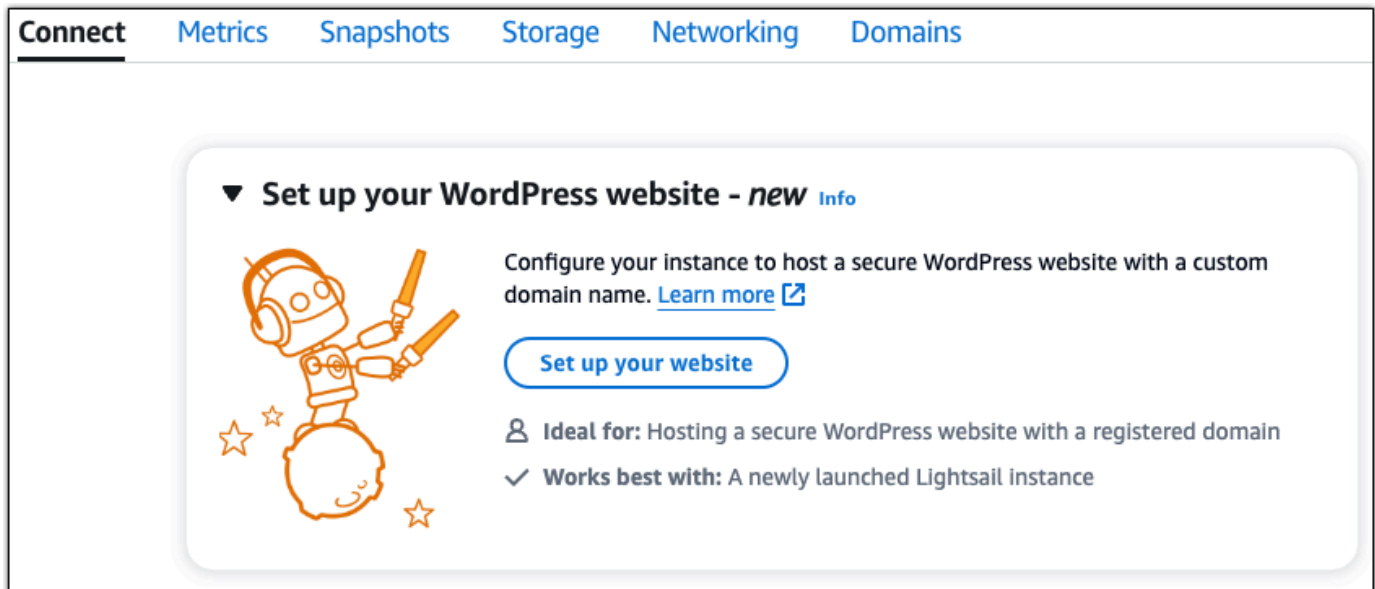 Connect Metrics Snapshots Storage Networking Domains
Set up your WordPress website - new Info
Configure your instance to host a secure WordPress website with a custom
domain name. Learn more
Set up your website
Ideal for: Hosting a secure WordPress website with a registered domain
Works best with: A newly launched Lightsail instance